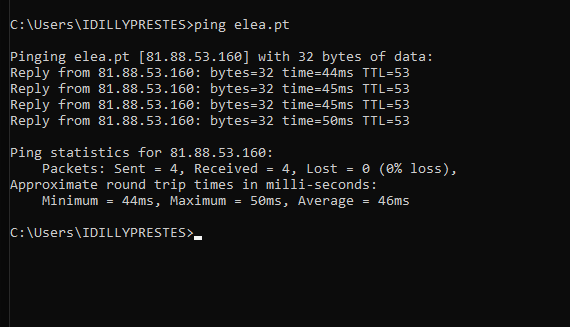 C:\Users\IDILLYPRESTES>ping elea.pt
Pinging elea.pt [81.88.53.160] with 32 bytes of data:
Reply from 81.88.53.160: bytes=32 time=44ms TTL=53
Reply from 81.88.53.160: bytes=32 time=45ms TTL=53
Reply from 81.88.53.160: bytes=32 time=45ms TTL=53
Reply from 81.88.53.160: bytes=32 time=50ms TTL=53
Ping statistics for 81.88.53.160:
    Packets: Sent = 4, Received = 4, Lost = 0 (0% loss),
Approximate round trip times in milli-seconds:
    Minimum = 44ms, Maximum = 50ms, Average = 46ms
C:\Users\IDILLYPRESTES>